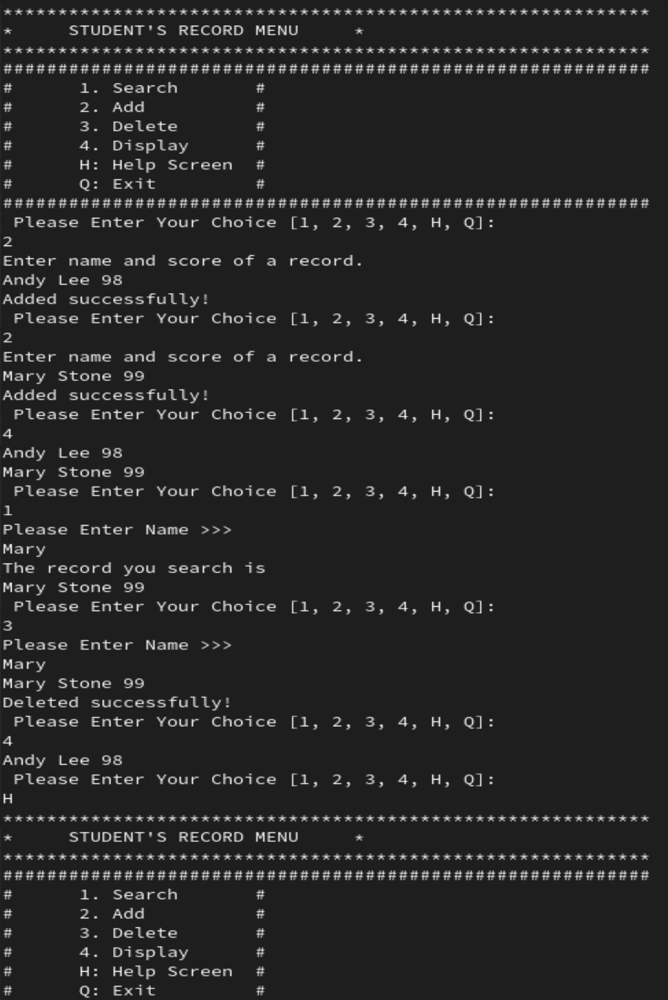 ***********************************************************
*     STUDENT'S RECORD MENU     *
***********************************************************
###########################################################
#      1. Search       #
#      2. Add          #
#      3. Delete       #
#      4. Display      #
#      H: Help Screen  #
#      Q: Exit         #
###########################################################
 Please Enter Your Choice [1, 2, 3, 4, H, Q]:
2
Enter name and score of a record.
Andy Lee 98
Added successfully!
 Please Enter Your Choice [1, 2, 3, 4, H, Q]:
2
Enter name and score of a record.
Mary Stone 99
Added successfully!
 Please Enter Your Choice [1, 2, 3, 4, H, Q]:
4
Andy Lee 98
Mary Stone 99
 Please Enter Your Choice [1, 2, 3, 4, H, Q]:
1
Please Enter Name >>>
Mary
The record you search is
Mary Stone 99
 Please Enter Your Choice [1, 2, 3, 4, H, Q]:
3
Please Enter Name >>>
Mary
Mary Stone 99
Deleted successfully!
 Please Enter Your Choice [1, 2, 3, 4, H, Q]:
4
Andy Lee 98
 Please Enter Your Choice [1, 2, 3, 4, H, Q]:
H
***********************************************************
*     STUDENT'S RECORD MENU     *
***********************************************************
###########################################################
#      1. Search       #
#      2. Add          #
#      3. Delete       #
#      4. Display      #
#      H: Help Screen  #
#      Q: Exit         #